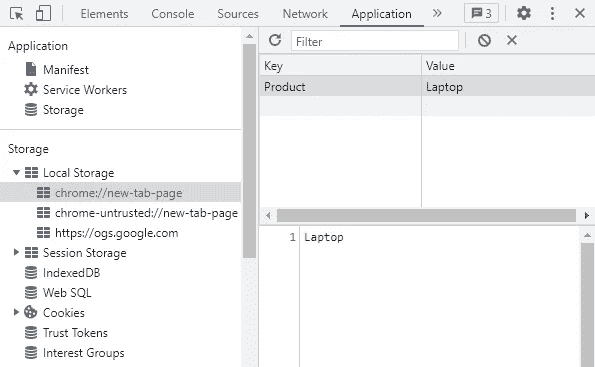 Elements Console Sources Network Application » 3
Application
Manifest
Service Workers
Storage
Storage
Local Storage
chrome://new-tab-page
chrome-untrusted://new-tab-page
https://ogs.google.com
Session Storage
IndexedDB
Web SQL
Cookies
Trust Tokens
Interest Groups
Filter
Key Value
Product Laptop
1 Laptop